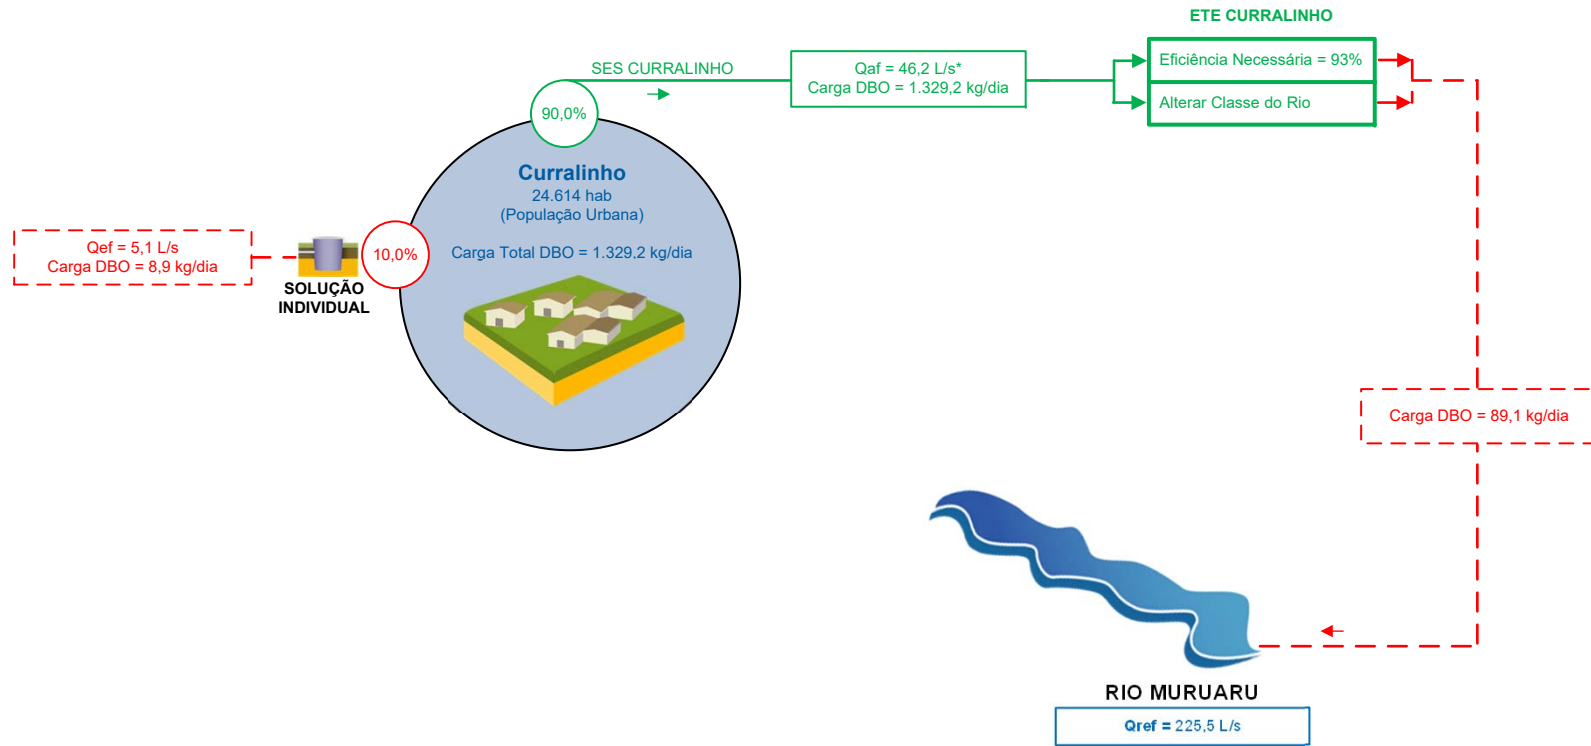 ETE CURRALINHO
SES CURRALINHO
Qaf = 46,2 L/s*
Carga DBO = 1.329,2 kg/dia
Eficiência Necessária = 93%
Alterar Classe do Rio
90,0%
Curralinho
24.614 hab
(População Urbana)
Carga Total DBO = 1.329,2 kg/dia
10,0%
Qef = 5,1 L/s
Carga DBO = 8,9 kg/dia
SOLUÇÃO
INDIVIDUAL
Carga DBO = 89,1 kg/dia
RIO MURUARU
Qref = 225,5 L/s